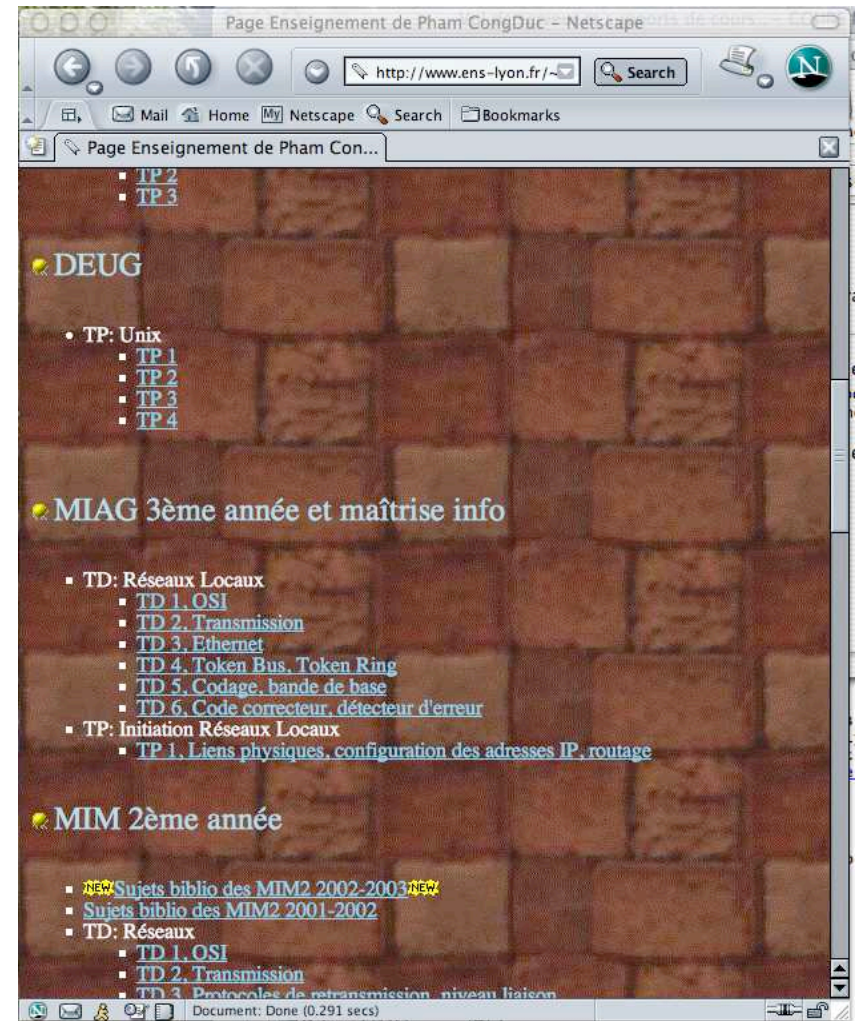 Page Enseignement de Pham CongDuc – Netscape
http://www.ens-lyon.fr/~
Search
Mail Home My Netscape Search Bookmarks
Page Enseignement de Pham Con...
TP 2
TP 3
DEUG
TP: Unix
TP 1
TP 2
TP 3
TP 4
MIAG 3ème année et maîtrise info
TD: Réseaux Locaux
TD 1, OSI
TD 2, Transmission
TD 3, Ethernet
TD 4, Token Bus, Token Ring
TD 5, Codage, bande de base
TD 6, Code correcteur, détecteur d'erreur
TP: Initiation Réseaux Locaux
TP 1, Liens physiques, configuration des adresses IP, routage
MIM 2ème année
NEW Sujets biblio des MIM2 2002-2003 NEW
Sujets biblio des MIM2 2001-2002
TD: Réseaux
TD 1, OSI
TD 2, Transmission
TD 3, Protocoles de retransmission, niveau liaison
Document: Done (0.291 secs)